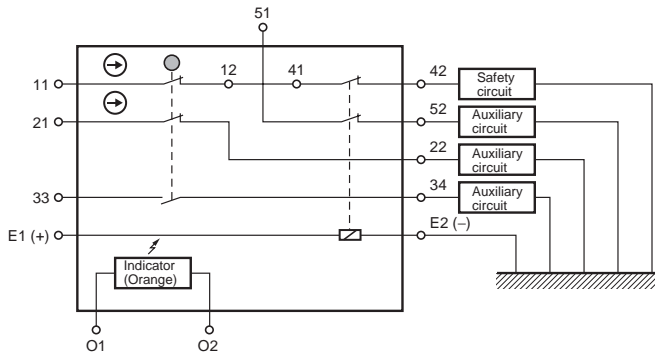 51
12
41
42
11
Safety
circuit
52
21
Auxiliary
circuit
22
Auxiliary
circuit
34
33
Auxiliary
circuit
E1 (+)
E2 (−)
Indicator
(Orange)
O1
O2